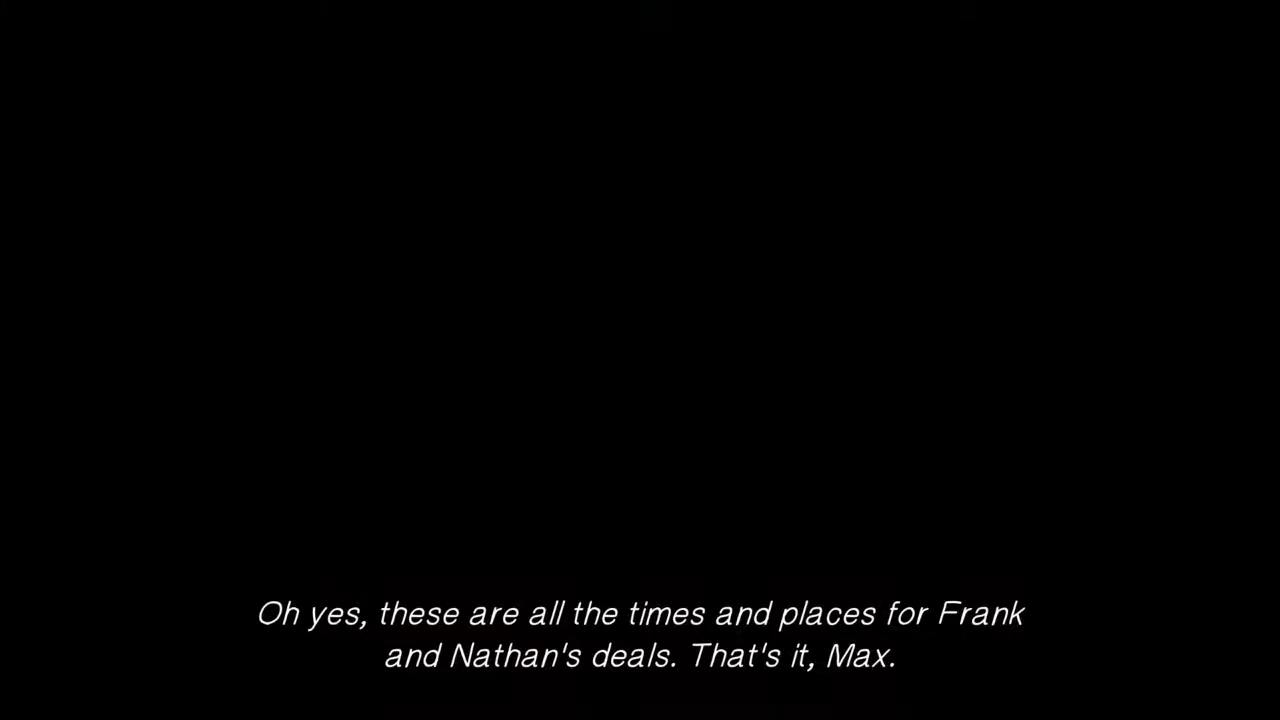 Oh yes, these are all the times and places for Frank
and Nathan's deals. That's it, Max.